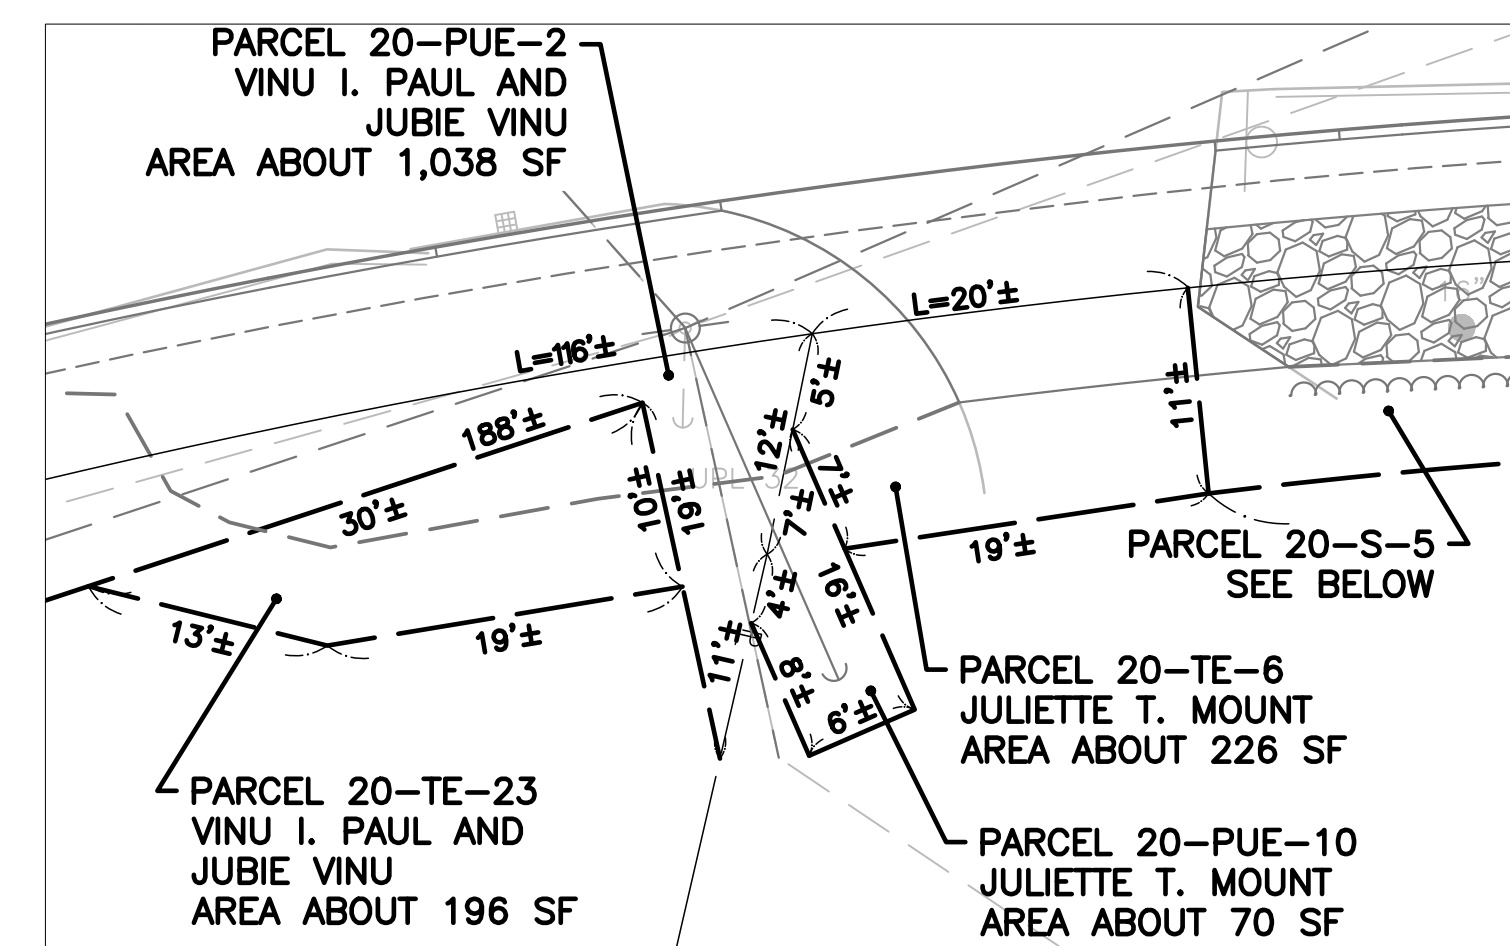 PARCEL 20-PUE-2
VINU I. PAUL AND
JUBIE VINU
AREA ABOUT 1,038 SF
L=20'±
L=116'±
188'±
30'±
10'±
19'±
12'±
5'±
7'±
7'±
4'±
11'±
UPL 32
16'±
8'±
6'±
19'±
11'±
13'±
19'±
PARCEL 20-S-5
SEE BELOW
PARCEL 20-TE-6
JULIETTE T. MOUNT
AREA ABOUT 226 SF
PARCEL 20-TE-23
VINU I. PAUL AND
JUBIE VINU
AREA ABOUT 196 SF
PARCEL 20-PUE-10
JULIETTE T. MOUNT
AREA ABOUT 70 SF